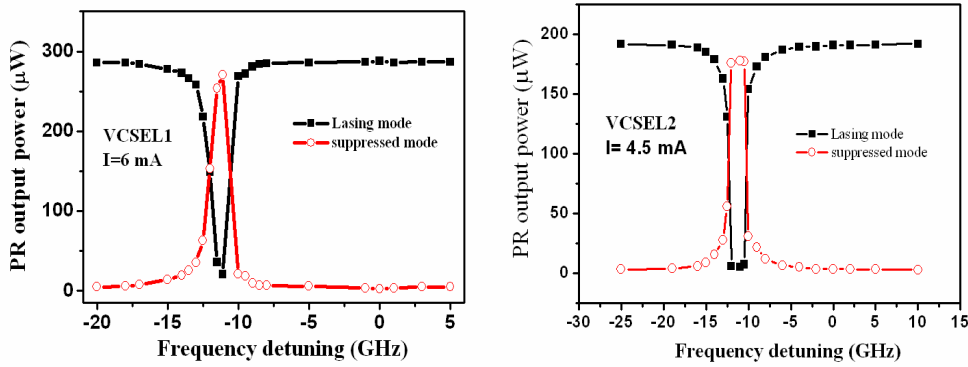 PR output power (µW)
300
200
100
0
VCSEL1
I=6 mA
Lasing mode
suppressed mode
-20
-15
-10
-5
0
5
Frequency detuning (GHz)
PR output power (µW)
200
150
100
50
0
VCSEL2
I= 4.5 mA
Lasing mode
suppressed mode
-30
-25
-20
-15
-10
-5
0
5
10
15
Frequency detuning (GHz)